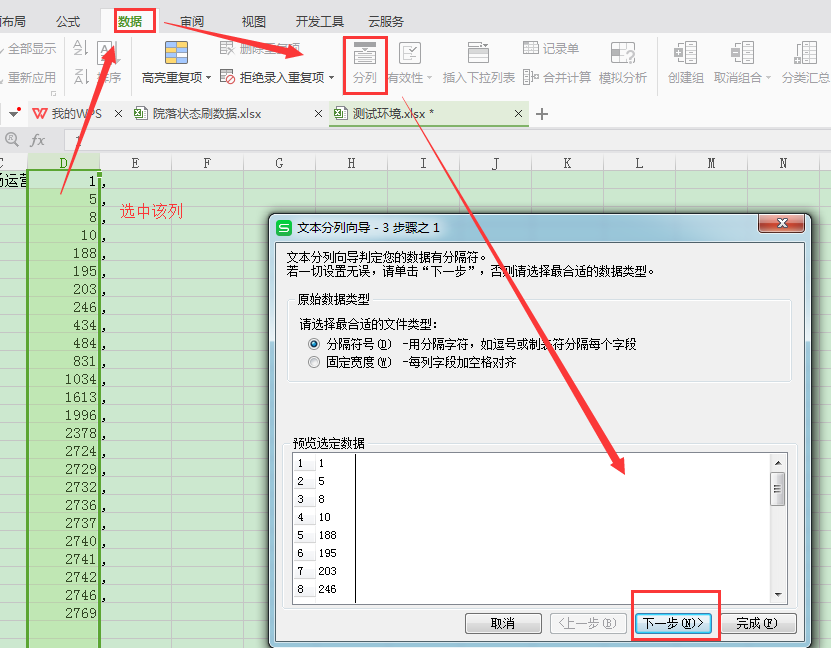 布局 公式 数据 审阅 视图 开发工具 云服务
全部显示 删除重复项 记录单
重新应用 排序 高亮重复项 拒绝录入重复项 分列 有效性 插入下拉列表 合并计算 模拟分析 创建组 取消组合 分类汇总
我的WPS × 院落状态刷数据.xlsx × 测试环境.xlsx * × +
fx 1
C D E F G H I J K L M N
场运营 1 ,
5 ,
选中该列
8 ,
10 ,
188 ,
195 ,
203 ,
246 ,
434 ,
484 ,
831 ,
1034 ,
1613 ,
1996 ,
2378 ,
2724 ,
2729 ,
2732 ,
2736 ,
2737 ,
2740 ,
2741 ,
2742 ,
2746 ,
2769
文本分列向导 - 3 步骤之 1
文本分列向导判定您的数据有分隔符。
若一切设置无误，请单击“下一步”，否则请选择最合适的数据类型。
原始数据类型
请选择最合适的文件类型:
分隔符号(D) -用分隔字符，如逗号或制表符分隔每个字段
固定宽度(W) -每列字段加空格对齐
预览选定数据
1 1
2 5
3 8
4 10
5 188
6 195
7 203
8 246
取消 <上一步(B) 下一步(N)> 完成(F)